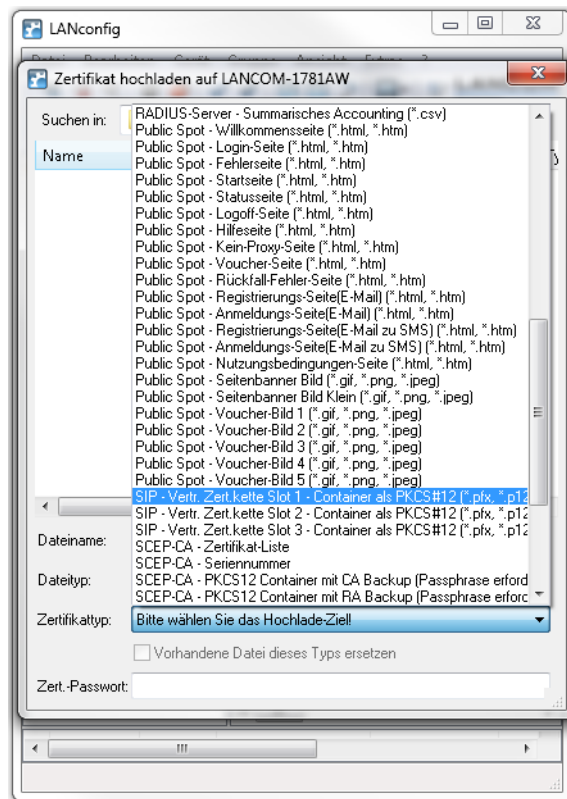 LANconfig
Zertifikat hochladen auf LANCOM-1781AW
Suchen in:
Name
RADIUS-Server - Summarisches Accounting (*.csv)
Public Spot - Willkommensseite (*.html, *.htm)
Public Spot - Login-Seite (*.html, *.htm)
Public Spot - Fehlerseite (*.html, *.htm)
Public Spot - Startseite (*.html, *.htm)
Public Spot - Statusseite (*.html, *.htm)
Public Spot - Logoff-Seite (*.html, *.htm)
Public Spot - Hilfeseite (*.html, *.htm)
Public Spot - Kein-Proxy-Seite (*.html, *.htm)
Public Spot - Voucher-Seite (*.html, *.htm)
Public Spot - Rückfall-Fehler-Seite (*.html, *.htm)
Public Spot - Registrierungs-Seite(E-Mail) (*.html, *.htm)
Public Spot - Anmeldungs-Seite(E-Mail) (*.html, *.htm)
Public Spot - Registrierungs-Seite(E-Mail zu SMS) (*.html, *.htm)
Public Spot - Anmeldungs-Seite(E-Mail zu SMS) (*.html, *.htm)
Public Spot - Nutzungsbedingungen-Seite (*.html, *.htm)
Public Spot - Seitenbanner Bild (*.gif, *.png, *.jpeg)
Public Spot - Seitenbanner Bild Klein (*.gif, *.png, *.jpeg)
Public Spot - Voucher-Bild 1 (*.gif, *.png, *.jpeg)
Public Spot - Voucher-Bild 2 (*.gif, *.png, *.jpeg)
Public Spot - Voucher-Bild 3 (*.gif, *.png, *.jpeg)
Public Spot - Voucher-Bild 4 (*.gif, *.png, *.jpeg)
Public Spot - Voucher-Bild 5 (*.gif, *.png, *.jpeg)
SIP - Vertr. Zert.kette Slot 1 - Container als PKCS#12 (*.pfx, *.p12
SIP - Vertr. Zert.kette Slot 2 - Container als PKCS#12 (*.pfx, *.p12
SIP - Vertr. Zert.kette Slot 3 - Container als PKCS#12 (*.pfx, *.p12
SCEP-CA - Zertifikat-Liste
SCEP-CA - Seriennummer
SCEP-CA - PKCS12 Container mit CA Backup (Passphrase erford
SCEP-CA - PKCS12 Container mit RA Backup (Passphrase erford
Dateiname:
Dateityp:
Zertifikattyp: Bitte wählen Sie das Hochlade-Ziel!
Vorhandene Datei dieses Typs ersetzen
Zert.-Passwort: